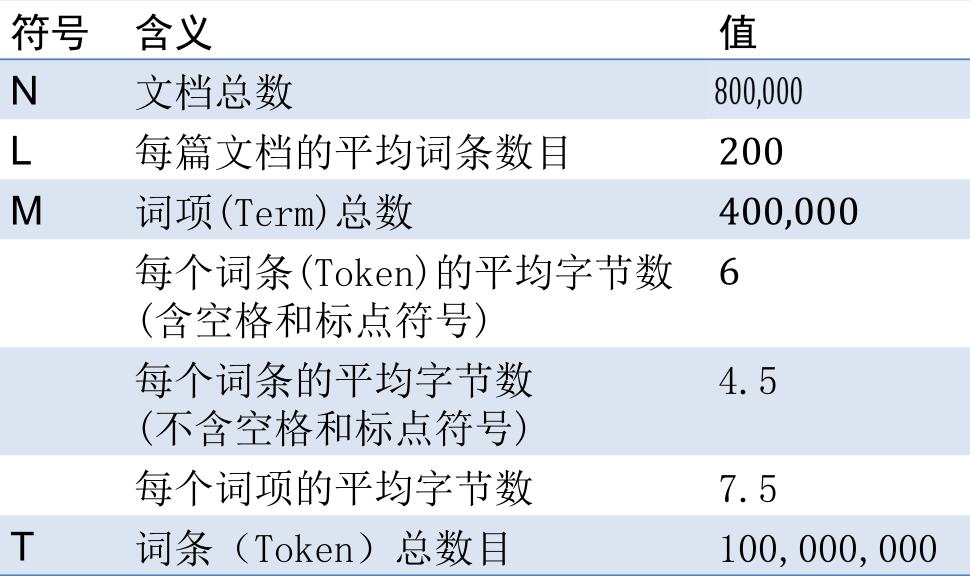 符号 含义 值
N 文档总数 800,000
L 每篇文档的平均词条数目 200
M 词项(Term)总数 400,000
每个词条(Token)的平均字节数 6
(含空格和标点符号)
每个词条的平均字节数 4.5
(不含空格和标点符号)
每个词项的平均字节数 7.5
T 词条（Token）总数目 100,000,000